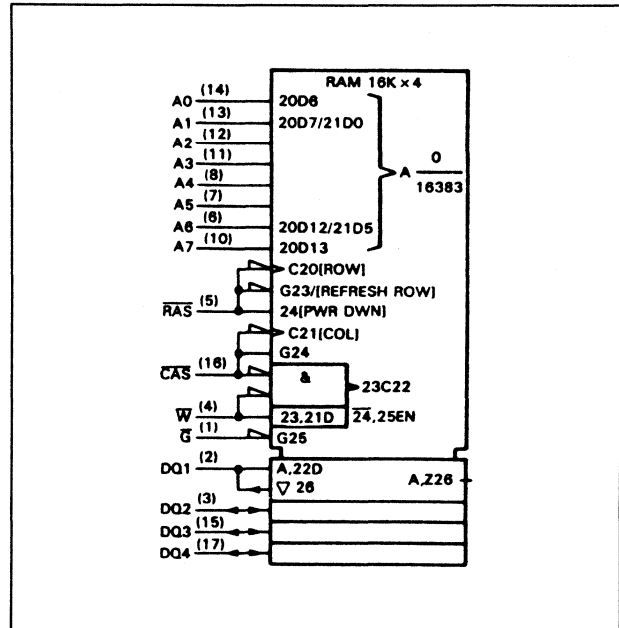 RAM 16K × 4
A0 (14) 20D6
A1 (13) 20D7/21D0
A2 (12)
A3 (11)
A4 (8)
A5 (7)
A6 (6) 20D12/21D5
A7 (10) 20D13
A 0
16383
C20[ROW]
G23/[REFRESH ROW]
R̅A̅S̅ (5) 24[PWR DWN]
C21[COL]
G24
C̅A̅S̅ (16) & 23C22
W̅ (4) 23,21D 2̅4̅,25EN
G̅ (1) G25
DQ1 (2) A,22D
▽ 26 A,Z26
DQ2 (3)
DQ3 (15)
DQ4 (17)